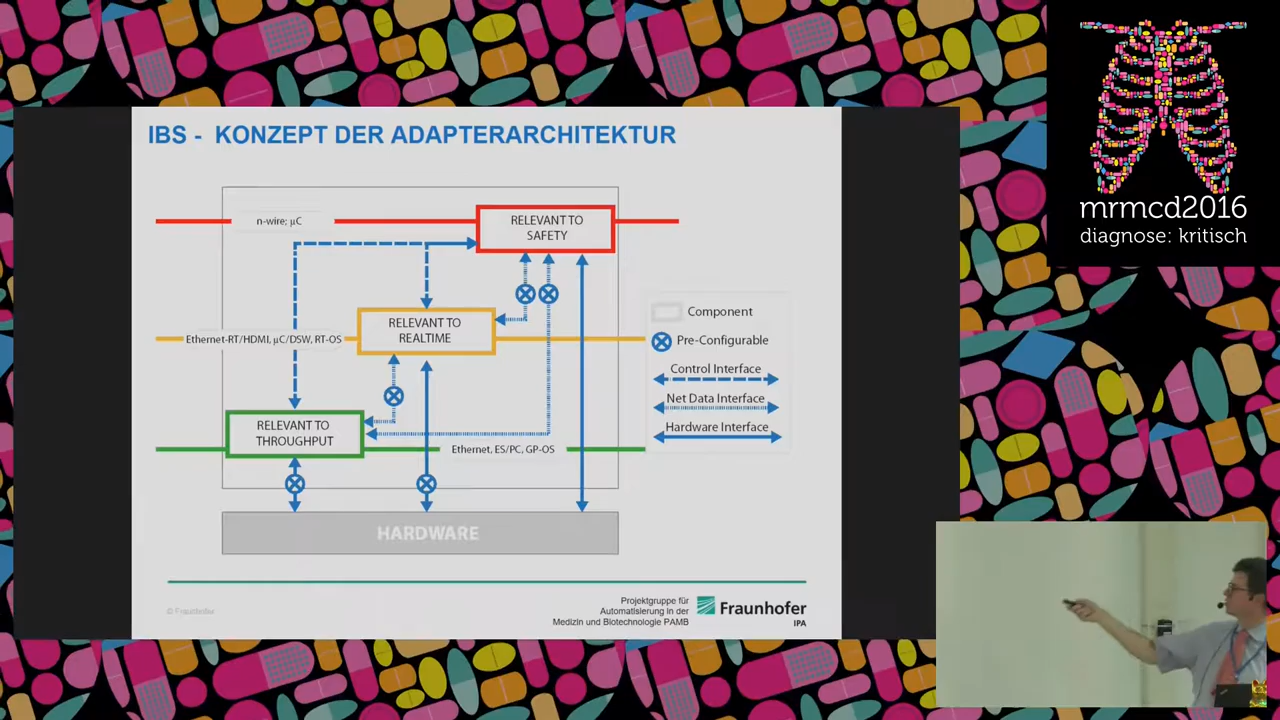 IBS - KONZEPT DER ADAPTERARCHITEKTUR
n-wire; µC
RELEVANT TO
SAFETY
Ethernet-RT/HDMI, µC/DSW, RT-OS
RELEVANT TO
REALTIME
RELEVANT TO
THROUGHPUT
Ethernet, ES/PC, GP-OS
HARDWARE
Component
Pre-Configurable
Control Interface
Net Data Interface
Hardware Interface
© Fraunhofer
Projektgruppe für
Automatisierung in der
Medizin und Biotechnologie PAMB
Fraunhofer
IPA
mrmcd2016
diagnose: kritisch